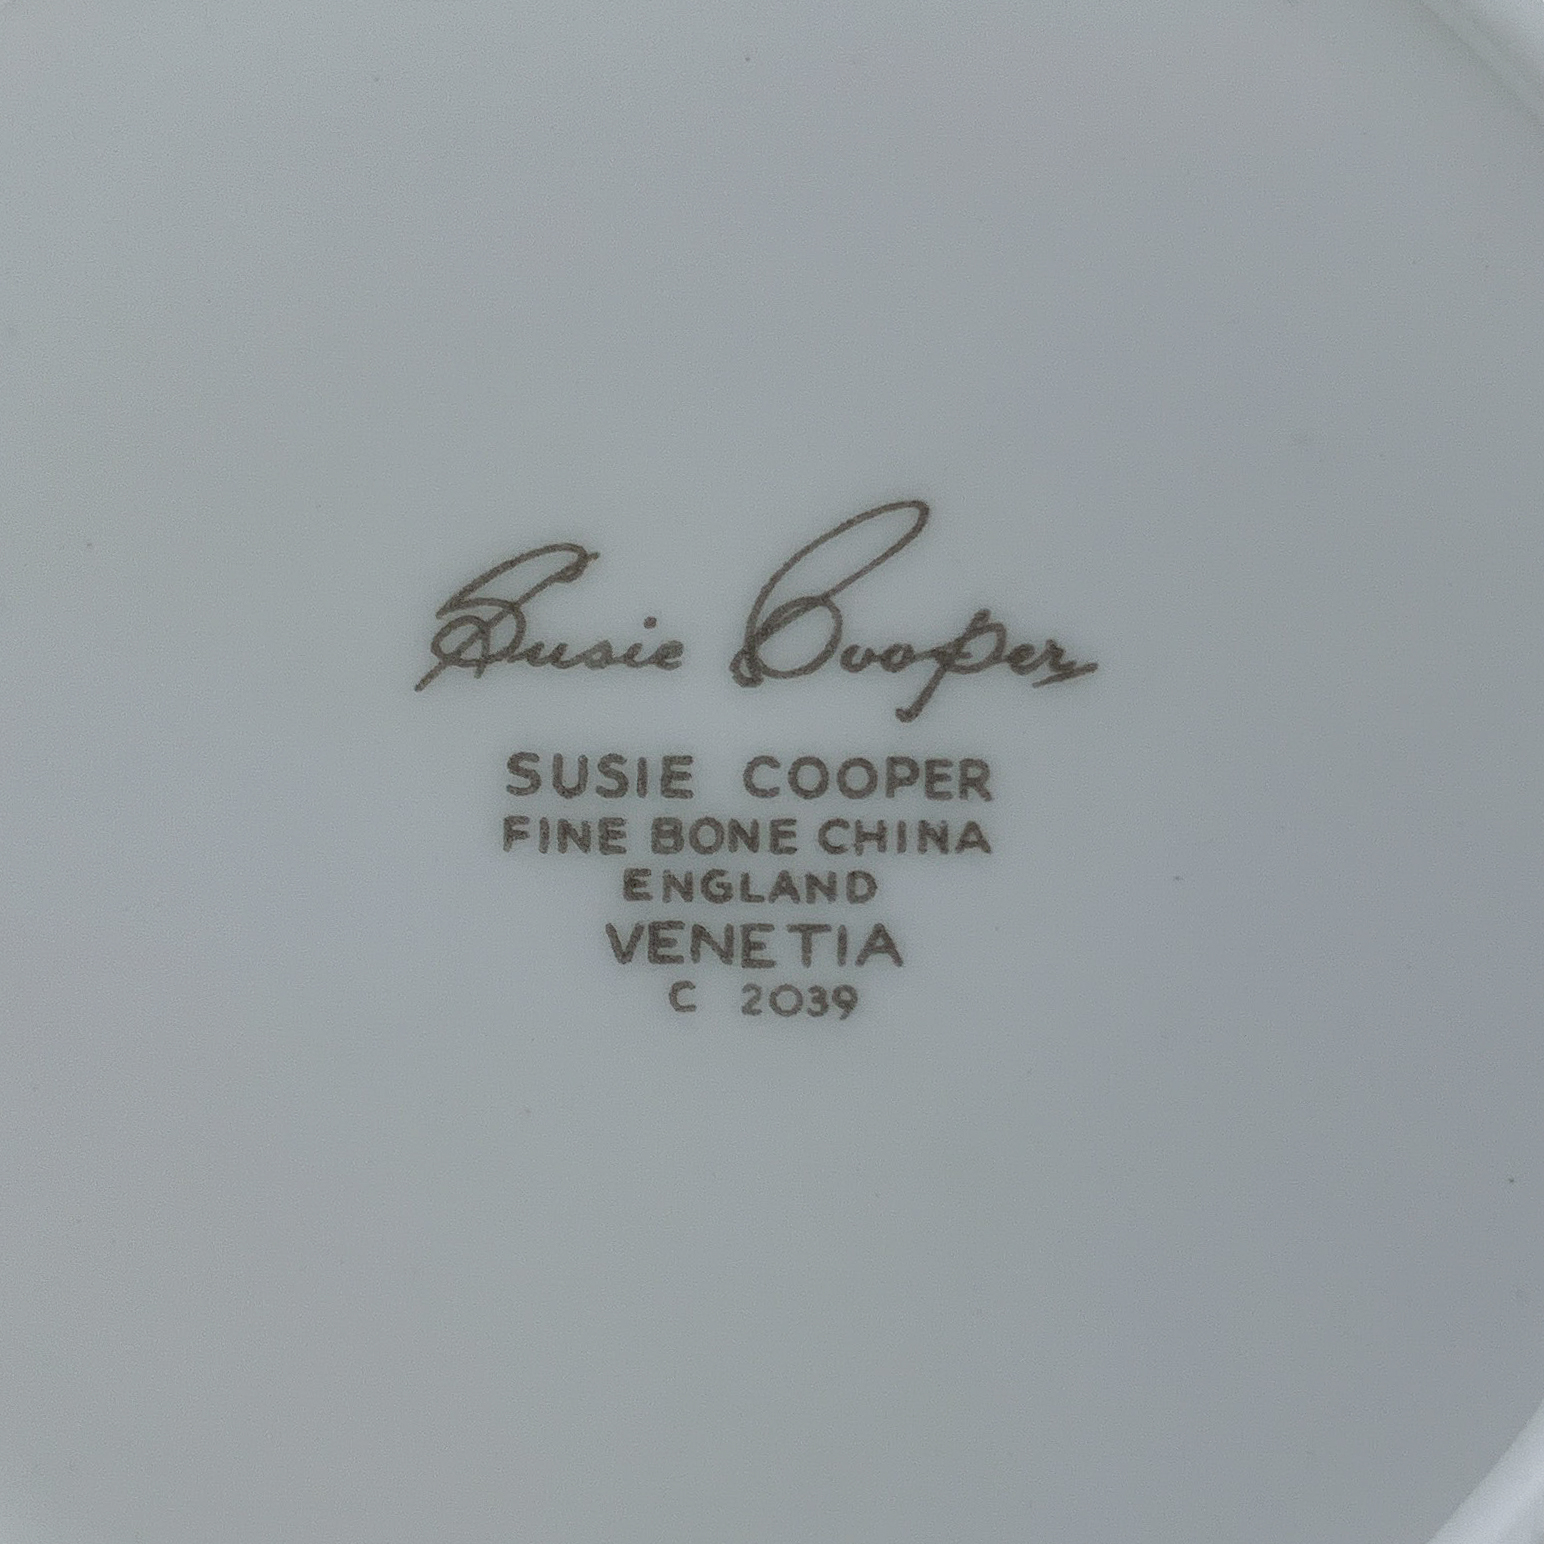 Susie Cooper
SUSIE COOPER
FINE BONE CHINA
ENGLAND
VENETIA
C 2039